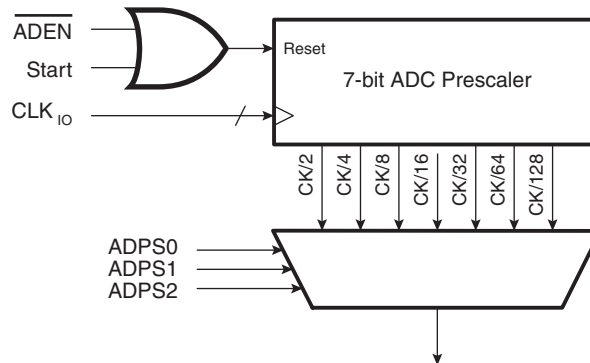 ADEN
Start
CLK IO
Reset
7-bit ADC Prescaler
CK/2
CK/4
CK/8
CK/16
CK/32
CK/64
CK/128
ADPS0
ADPS1
ADPS2